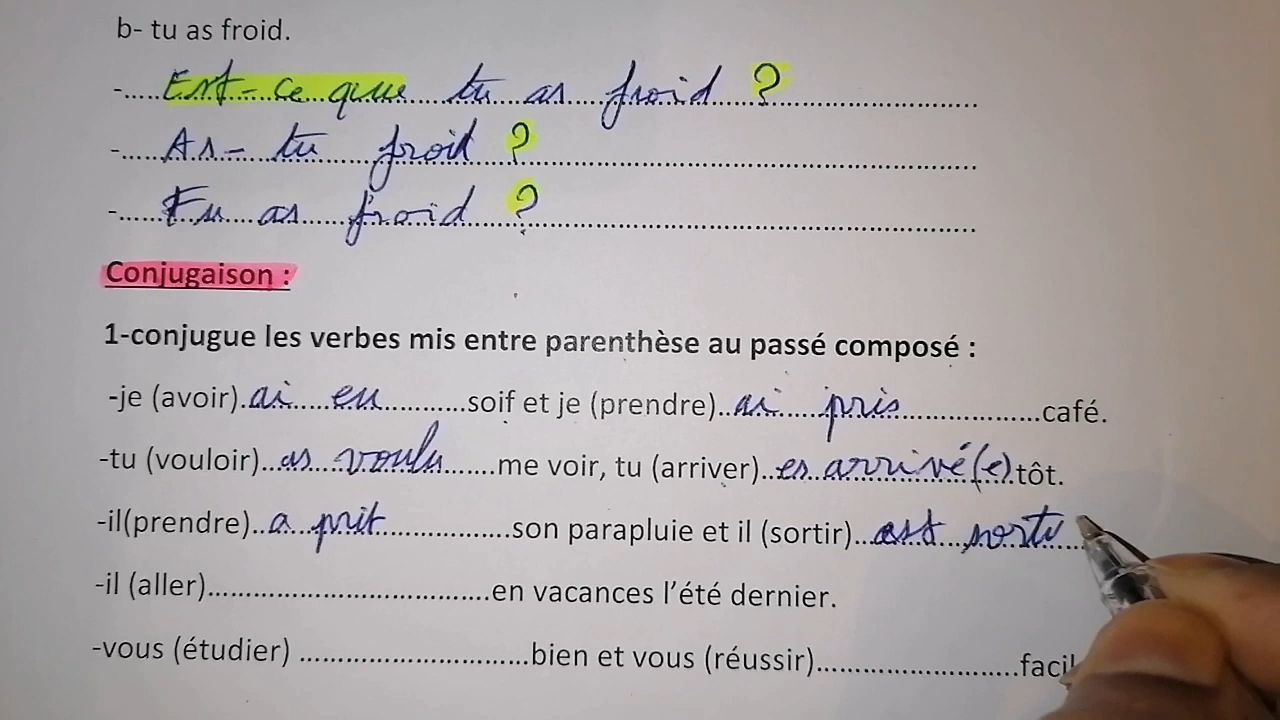 b- tu as froid.
-.....Est-ce que tu as froid ?
-.....As-tu froid ?
-.....Tu as froid ?
Conjugaison :
1-conjugue les verbes mis entre parenthèse au passé composé :
-je (avoir).ai eu...........soif et je (prendre)..ai pris...................café.
-tu (vouloir)..as voulu.......me voir, tu (arriver)..es arrivé(e).tôt.
-il(prendre)..a prit.................son parapluie et il (sortir)...est sorti
-il (aller)......................................en vacances l'été dernier.
-vous (étudier) ...............................bien et vous (réussir)...........................facil